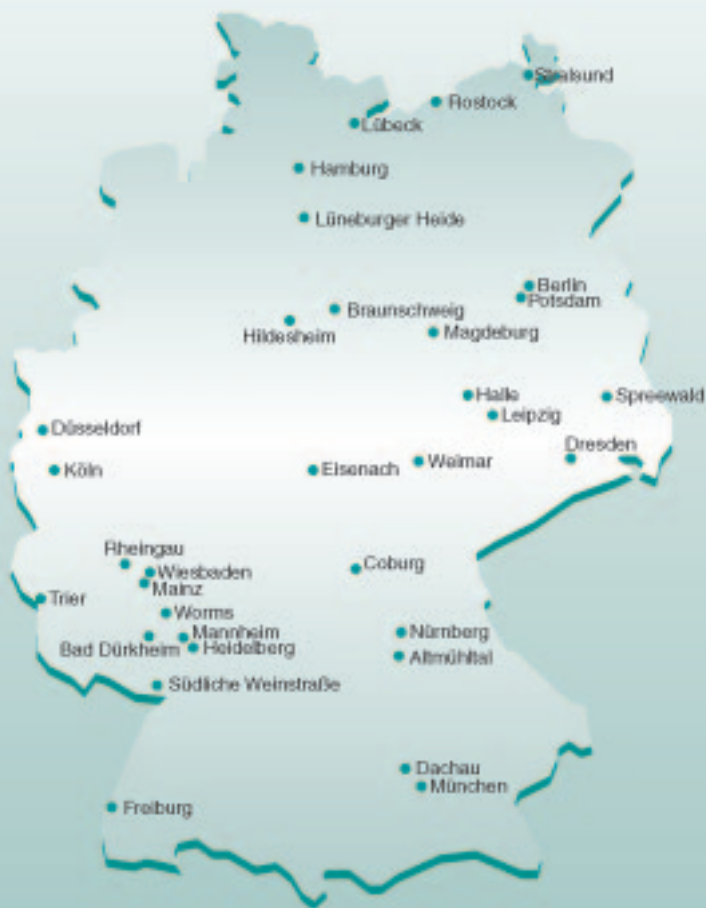 Stralsund
Rostock
Lübeck
Hamburg
Lüneburger Heide
Berlin
Potsdam
Braunschweig
Hildesheim
Magdeburg
Halle
Spreewald
Leipzig
Düsseldorf
Dresden
Köln
Eisenach
Weimar
Rheingau
Wiesbaden
Coburg
Mainz
Trier
Worms
Mannheim
Nürnberg
Bad Dürkheim
Heidelberg
Altmühltal
Südliche Weinstraße
Dachau
München
Freiburg